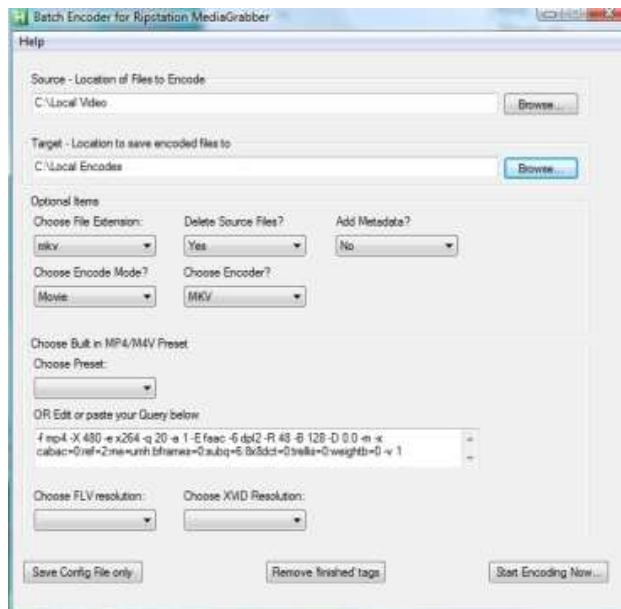 Batch Encoder for Ripstation MediaGrabber
Help
Source - Location of Files to Encode
C:\Local Video
Browse...
Target - Location to save encoded files to
C:\Local Encodes
Browse...
Optional Items
Choose File Extension: Delete Source Files? Add Metadata?
mkv Yes No
Choose Encode Mode? Choose Encoder?
Movie MKV
Choose Built in MP4/M4V Preset
Choose Preset:
OR Edit or paste your Query below
-f mp4 -X 480 -e x264 -q 20 -a 1 -E faac -6 dpl2 -R 48 -B 128 -D 0.0 -m -x
cabac=0:ref=2:me=umh:bframes=0:subq=6:8x8dct=0:trellis=0:weightb=0 -v 1
Choose FLV resolution: Choose XVID Resolution:
Save Config File only Remove 'finished' tags Start Encoding Now...